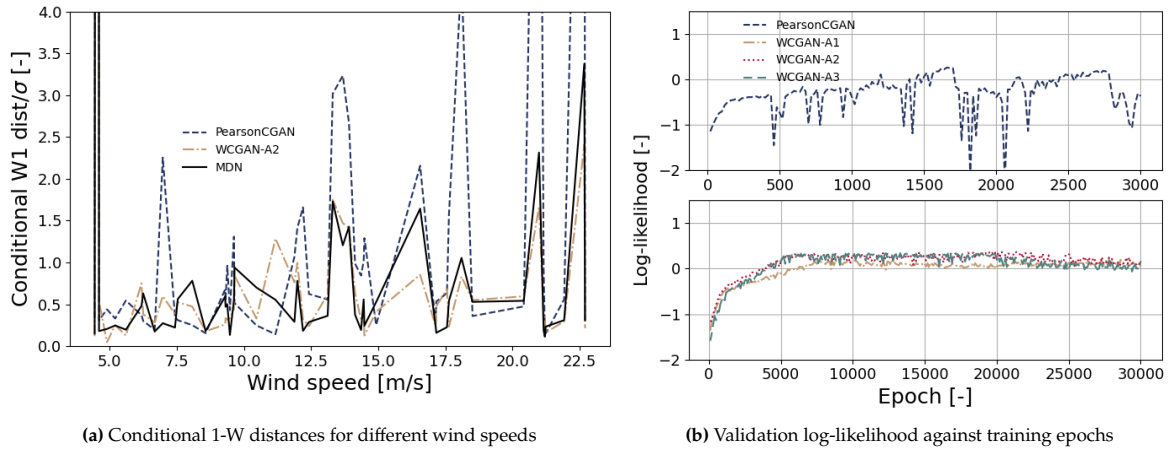 4.0
3.5
3.0
2.5
2.0
1.5
1.0
0.5
0.0
Conditional W1 dist/σ [-]
PearsonCGAN
WCGAN-A2
MDN
5.0 7.5 10.0 12.5 15.0 17.5 20.0 22.5
Wind speed [m/s]
(a) Conditional 1-W distances for different wind speeds
Log-likelihood [-]
PearsonCGAN
WCGAN-A1
WCGAN-A2
WCGAN-A3
1
0
−1
−2
0 500 1000 1500 2000 2500 3000
1
0
−1
−2
0 5000 10000 15000 20000 25000 30000
Epoch [-]
(b) Validation log-likelihood against training epochs